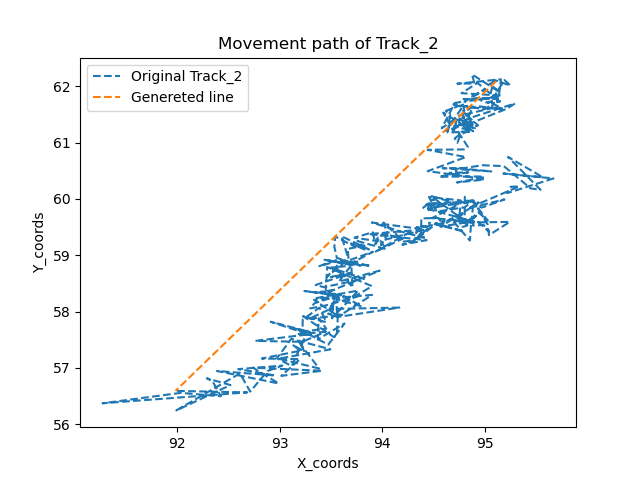 Movement path of Track_2
Original Track_2
Genereted line
Y_coords
62
61
60
59
58
57
56
92
93
94
95
X_coords